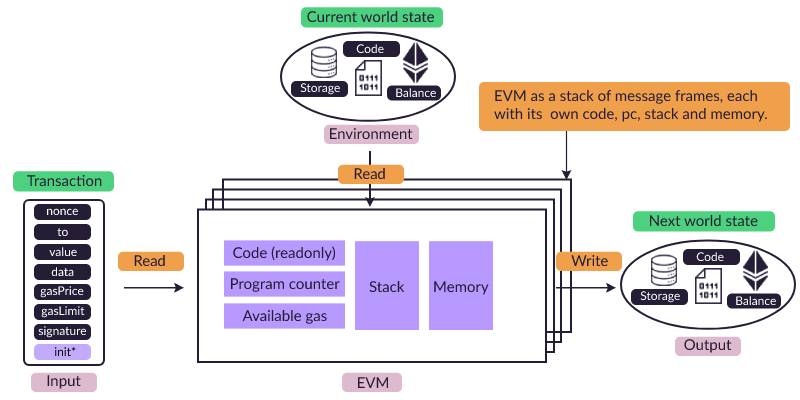 Current world state
Code
Storage
Balance
Environment
EVM as a stack of message frames, each
with its own code, pc, stack and memory.
Read
Transaction
nonce
to
value
data
gasPrice
gasLimit
signature
init*
Input
Read
Code (readonly)
Program counter
Available gas
Stack
Memory
EVM
Write
Next world state
Code
Storage
Balance
Output
0111
1011
0111
1011